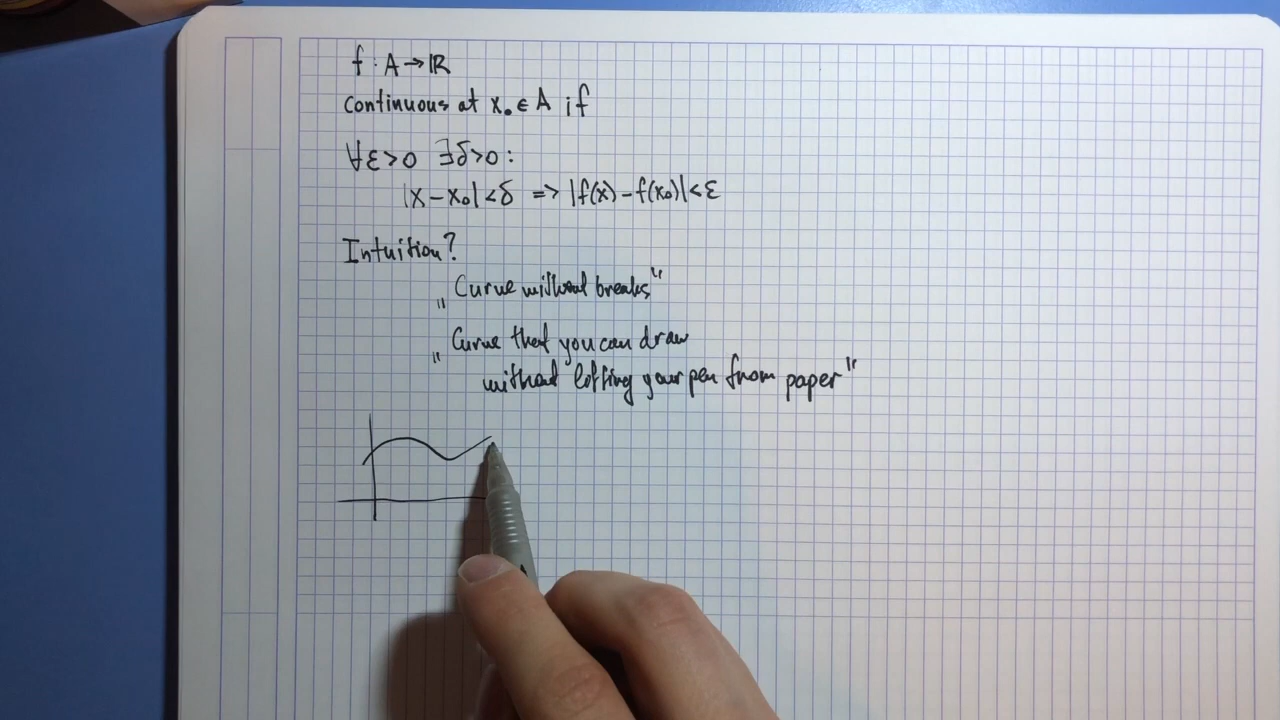 f : A → ℝ
continuous at x₀ ∈ A if
∀ε>0 ∃δ>0 :
|x-x₀|<δ => |f(x)-f(x₀)|<ε
Intuition?
„Curve without breaks"
„Curve that you can draw
without lifting your pen from paper"